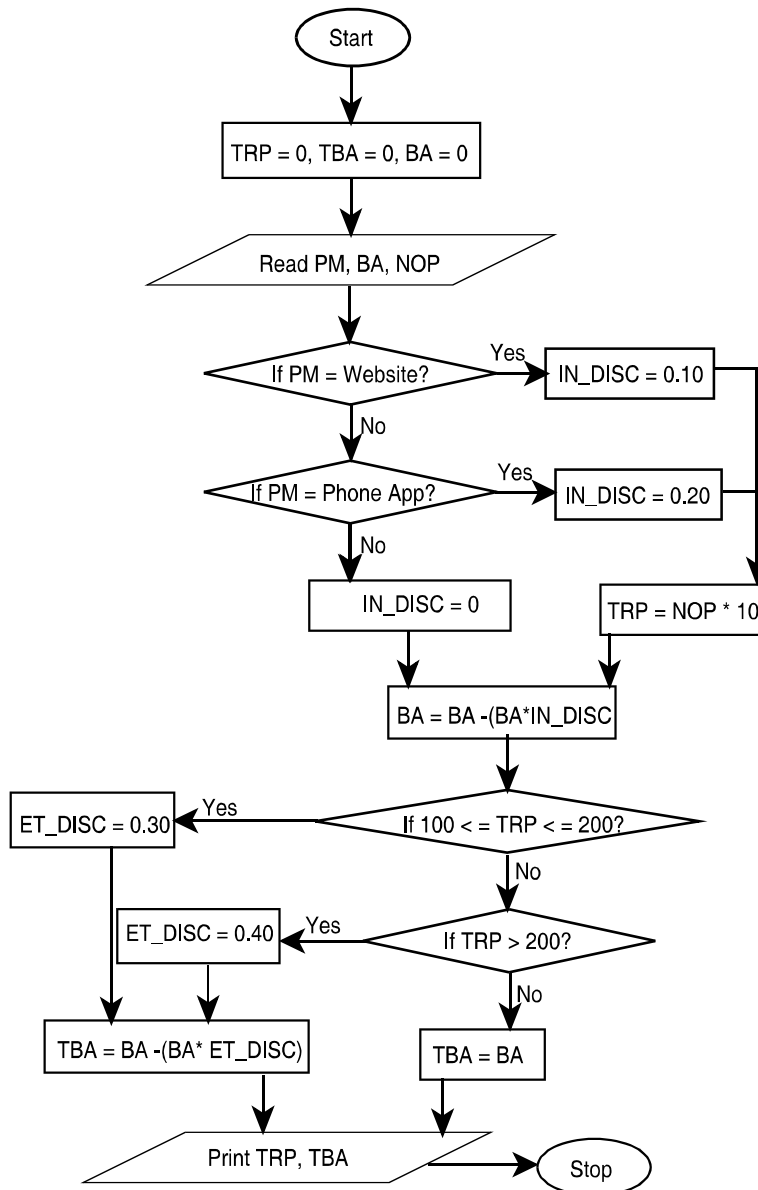 Start
TRP = 0, TBA = 0, BA = 0
Read PM, BA, NOP
If PM = Website?
Yes
IN_DISC = 0.10
No
If PM = Phone App?
Yes
IN_DISC = 0.20
No
IN_DISC = 0
TRP = NOP * 10
BA = BA -(BA*IN_DISC
If 100 < = TRP < = 200?
Yes
ET_DISC = 0.30
No
If TRP > 200?
Yes
ET_DISC = 0.40
No
TBA = BA -(BA* ET_DISC)
TBA = BA
Print TRP, TBA
Stop